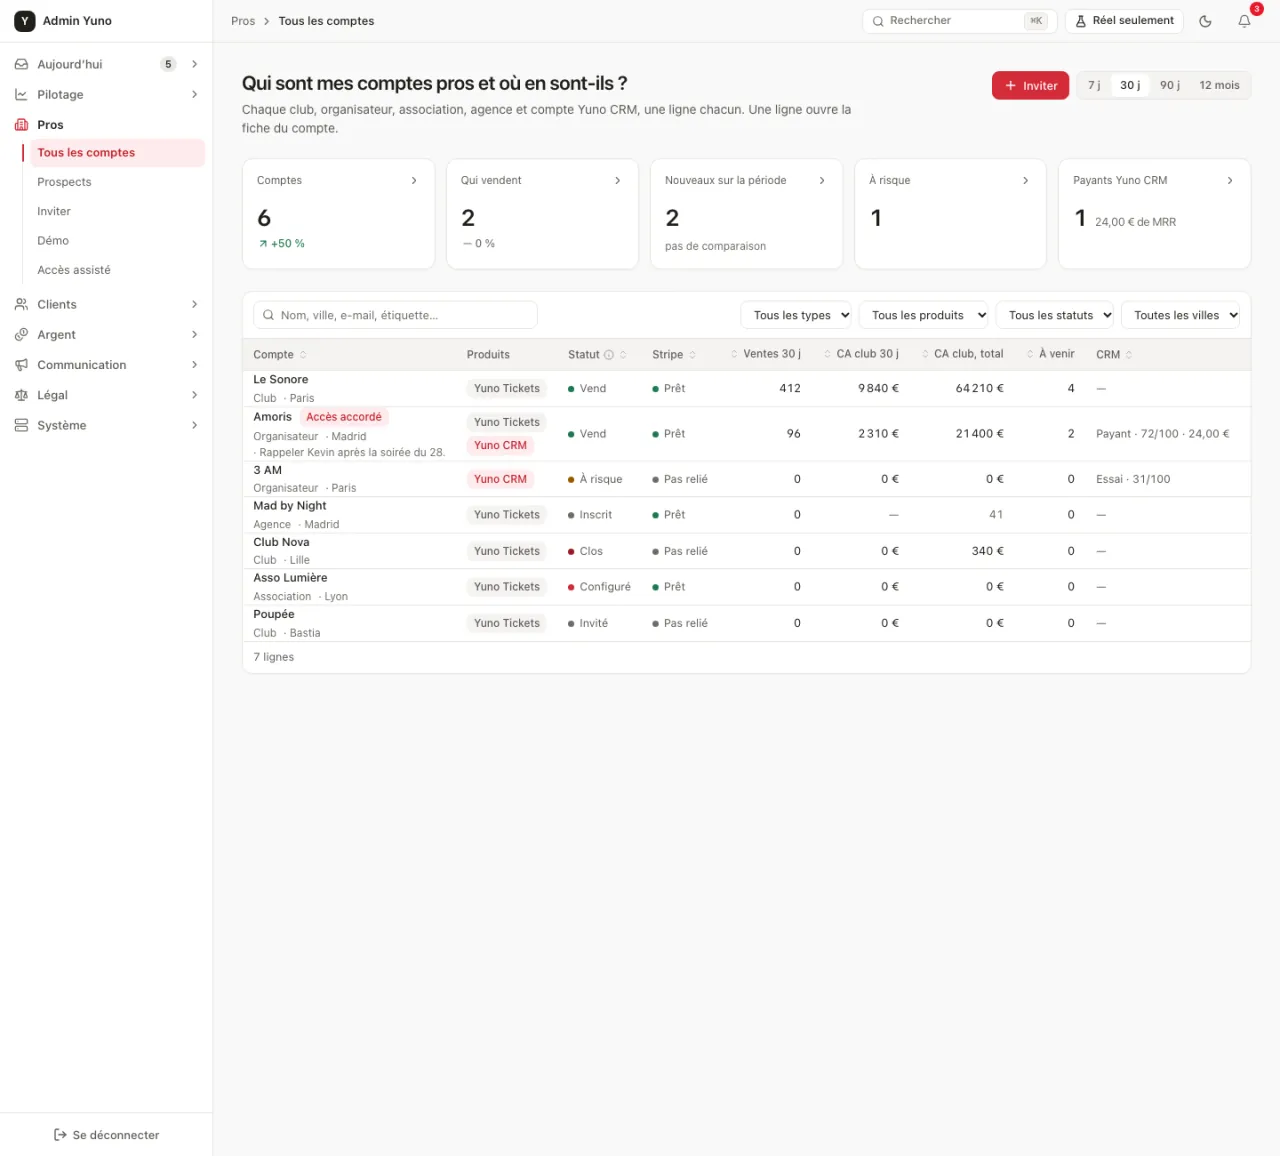 Y Admin Yuno
Pros > Tous les comptes
Rechercher ⌘K
Réel seulement
3
Aujourd'hui 5
Pilotage
Pros
Tous les comptes
Prospects
Inviter
Démo
Accès assisté
Clients
Argent
Communication
Légal
Système
Se déconnecter
Qui sont mes comptes pros et où en sont-ils ?
Chaque club, organisateur, association, agence et compte Yuno CRM, une ligne chacun. Une ligne ouvre la
fiche du compte.
+ Inviter
7 j 30 j 90 j 12 mois
Comptes
6
+50 %
Qui vendent
2
— 0 %
Nouveaux sur la période
2
pas de comparaison
À risque
1
Payants Yuno CRM
1 24,00 € de MRR
Nom, ville, e-mail, étiquette...
Tous les types
Tous les produits
Tous les statuts
Toutes les villes
Compte Produits Statut Stripe Ventes 30 j CA club 30 j CA club, total À venir CRM
Le Sonore
Club · Paris
Yuno Tickets Vend Prêt 412 9 840 € 64 210 € 4 —
Amoris Accès accordé
Organisateur · Madrid
· Rappeler Kevin après la soirée du 28.
Yuno Tickets
Yuno CRM
Vend Prêt 96 2 310 € 21 400 € 2 Payant · 72/100 · 24,00 €
3 AM
Organisateur · Paris
Yuno CRM À risque Pas relié 0 0 € 0 € 0 Essai · 31/100
Mad by Night
Agence · Madrid
Yuno Tickets Inscrit Prêt 0 — 41 0 —
Club Nova
Club · Lille
Yuno Tickets Clos Pas relié 0 0 € 340 € 0 —
Asso Lumière
Association · Lyon
Yuno Tickets Configuré Prêt 0 0 € 0 € 0 —
Poupée
Club · Bastia
Yuno Tickets Invité Pas relié 0 0 € 0 € 0 —
7 lignes